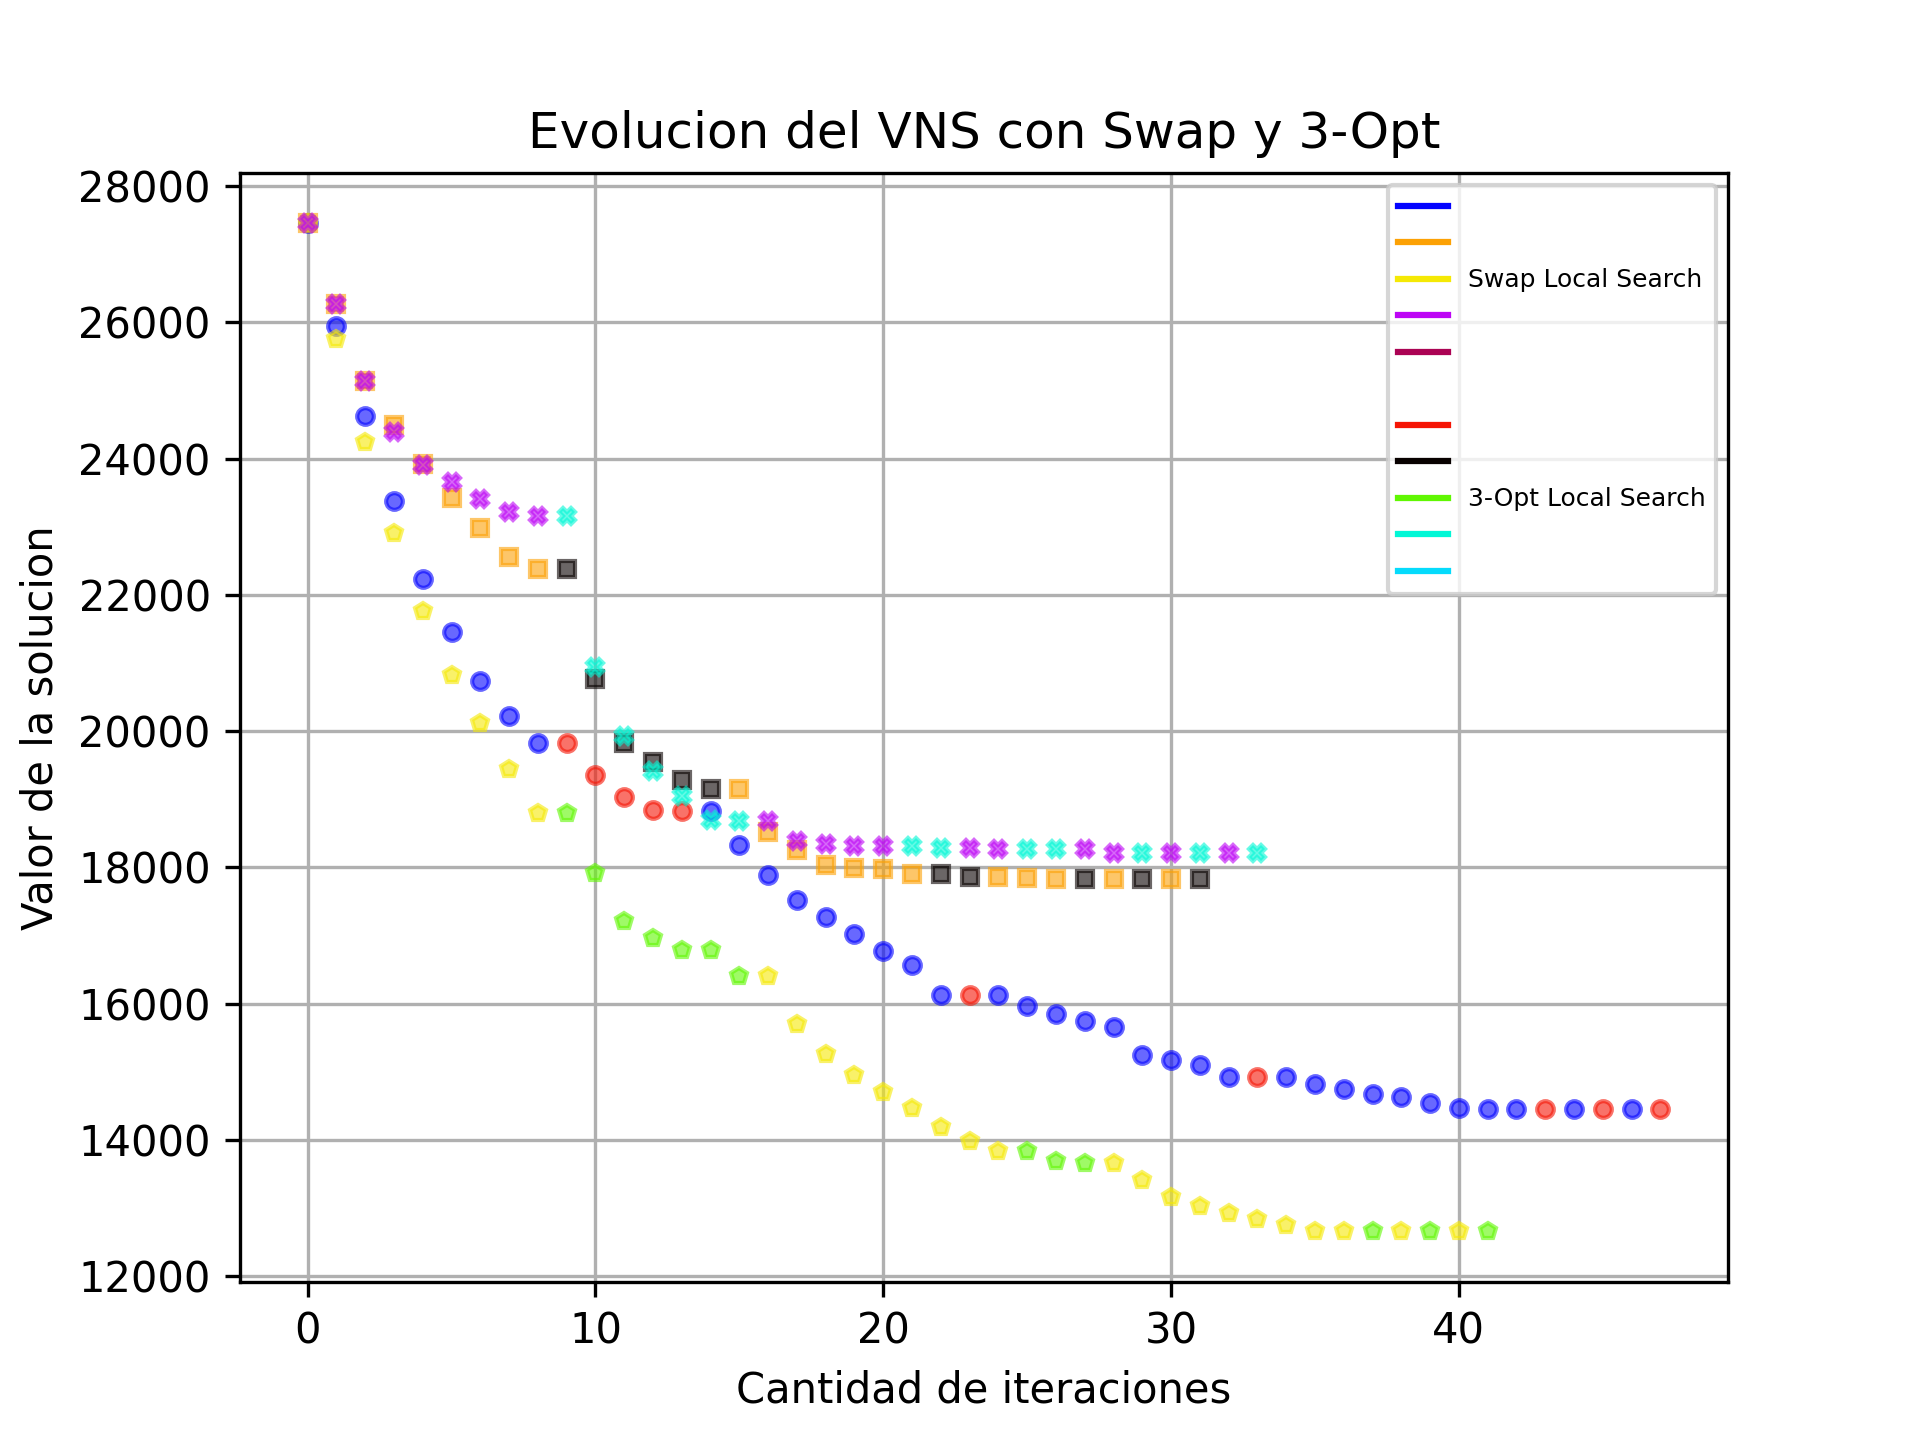 Evolucion del VNS con Swap y 3-Opt
28000
26000
24000
22000
20000
18000
16000
14000
12000
Valor de la solucion
Swap Local Search
3-Opt Local Search
0 10 20 30 40
Cantidad de iteraciones